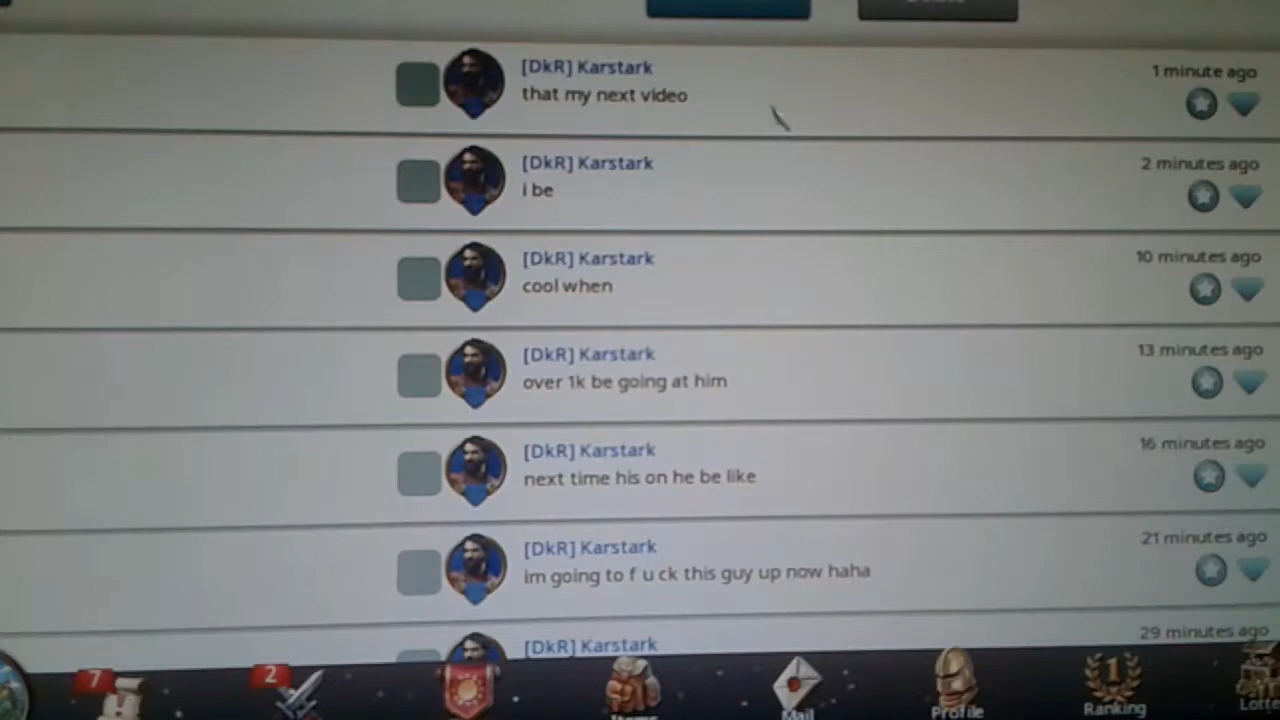 [DkR] Karstark
1 minute ago
that my next video
[DkR] Karstark
2 minutes ago
i be
[DkR] Karstark
10 minutes ago
cool when
[DkR] Karstark
13 minutes ago
over 1k be going at him
[DkR] Karstark
16 minutes ago
next time his on he be like
[DkR] Karstark
21 minutes ago
im going to f u ck this guy up now haha
[DkR] Karstark
29 minutes ago
7
2
1
Items
Mail
Profile
Ranking